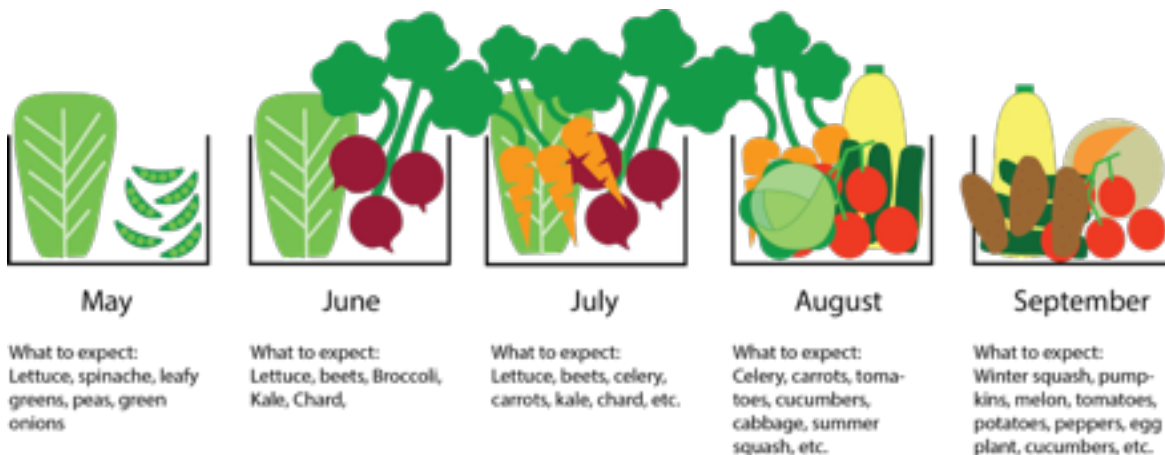 May
What to expect:
Lettuce, spinache, leafy
greens, peas, green
onions
June
What to expect:
Lettuce, beets, Broccoli,
Kale, Chard,
July
What to expect:
Lettuce, beets, celery,
carrots, kale, chard, etc.
August
What to expect:
Celery, carrots, toma-
toes, cucumbers,
cabbage, summer
squash, etc.
September
What to expect:
Winter squash, pump-
kins, melon, tomatoes,
potatoes, peppers, egg
plant, cucumbers, etc.